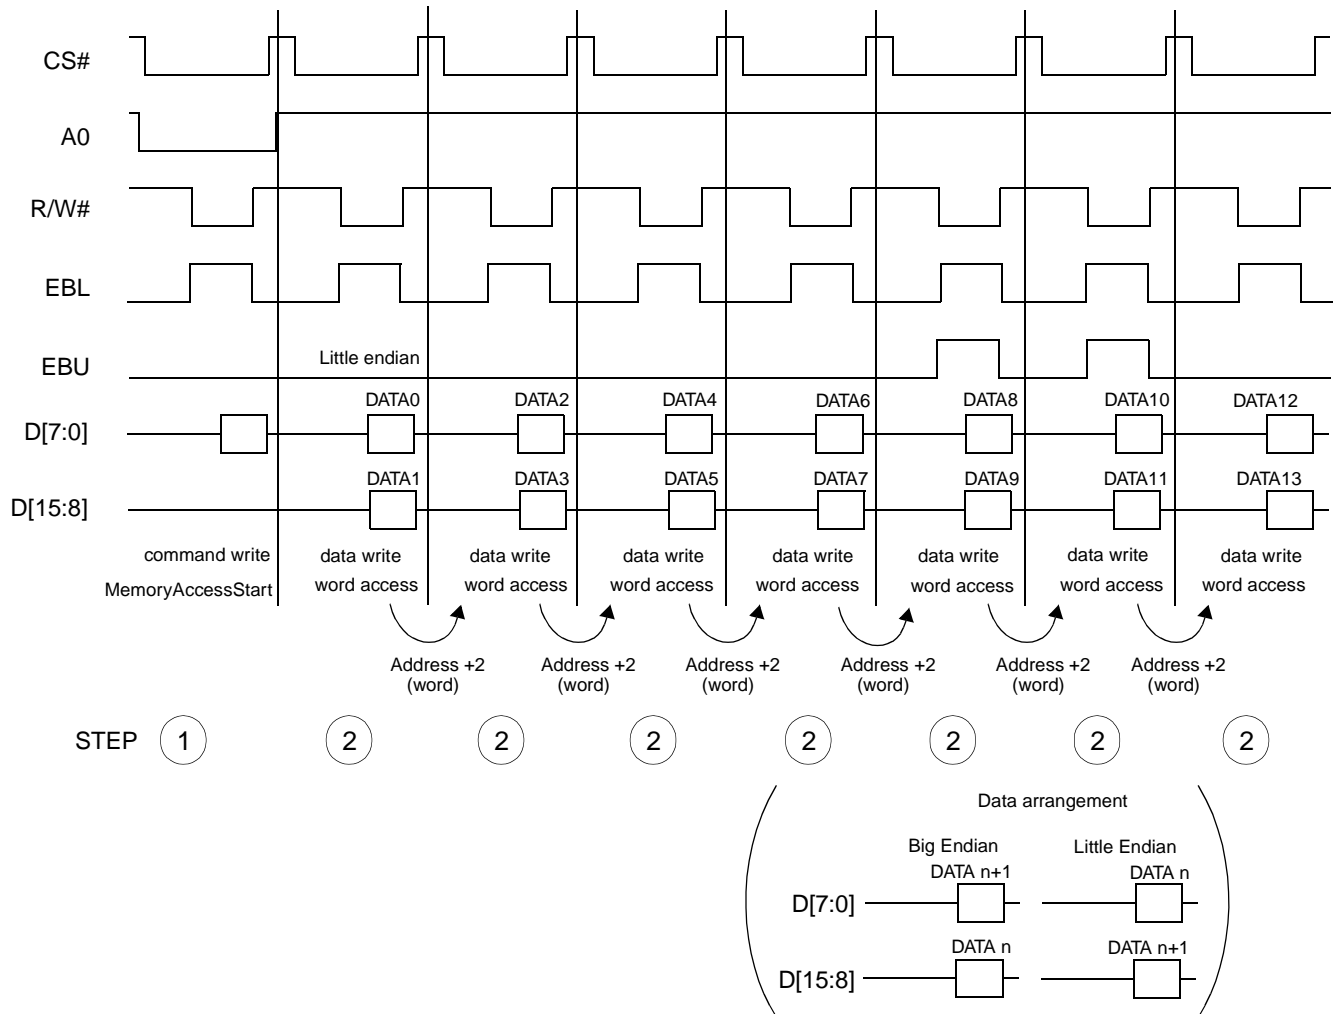 CS#
A0
R/W#
EBL
EBU
Little endian
DATA0 DATA2 DATA4 DATA6 DATA8 DATA10 DATA12
D[7:0]
DATA1 DATA3 DATA5 DATA7 DATA9 DATA11 DATA13
D[15:8]
command write data write data write data write data write data write data write data write
MemoryAccessStart word access word access word access word access word access word access word access
Address +2 Address +2 Address +2 Address +2 Address +2 Address +2
(word) (word) (word) (word) (word) (word)
STEP 1 2 2 2 2 2 2 2
Data arrangement
Big Endian Little Endian
DATA n+1 DATA n
D[7:0]
DATA n DATA n+1
D[15:8]